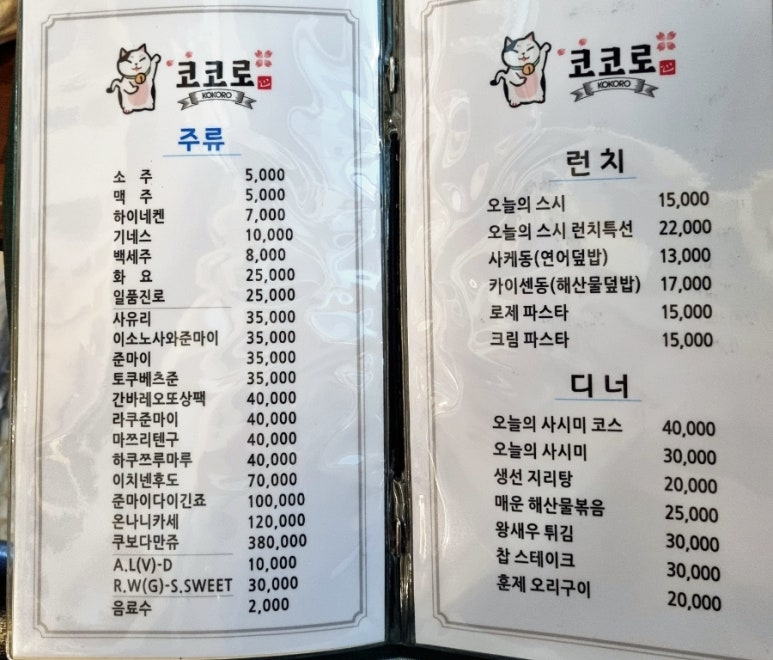 코코로
KOKORO
주류
소 주 5,000
맥 주 5,000
하이네켄 7,000
기네스 10,000
백세주 8,000
화 요 25,000
일품진로 25,000
사유리 35,000
이소노사와준마이 35,000
준마이 35,000
토쿠베츠준 35,000
간바레오또상팩 40,000
라쿠준마이 40,000
마쯔리텐구 40,000
하쿠쯔루마루 40,000
이치넨후도 70,000
준마이다이긴죠 100,000
온나니카세 120,000
쿠보다만쥬 380,000
A.L(V)-D 10,000
R.W(G)-S.SWEET 30,000
음료수 2,000
코코로
KOKORO
런치
오늘의 스시 15,000
오늘의 스시 런치특선 22,000
사케동(연어덮밥) 13,000
카이센동(해산물덮밥) 17,000
로제 파스타 15,000
크림 파스타 15,000
디너
오늘의 사시미 코스 40,000
오늘의 사시미 30,000
생선 지리탕 20,000
매운 해산물볶음 25,000
왕새우 튀김 30,000
찹 스테이크 30,000
훈제 오리구이 20,000